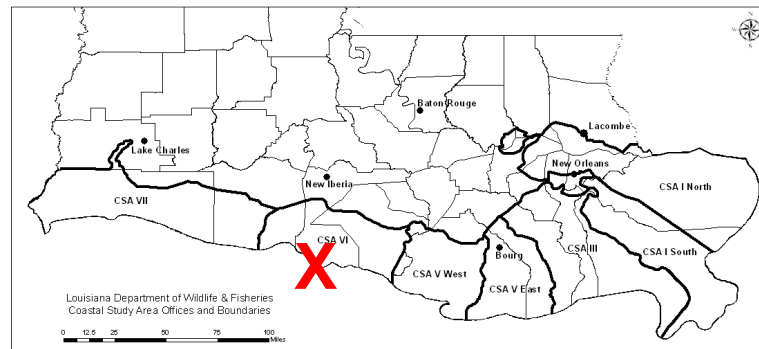 N
W
E
S
Baton Rouge
Lacombe
Lake Charles
New Orleans
New Iberia
CSA I North
CSA VII
CSA VI
CSA III
CSA I South
Bourg
CSA V West
CSA V East
X
Louisiana Department of Wildlife & Fisheries
Coastal Study Area Offices and Boundaries
0 12.5 25 50 75 100
Miles